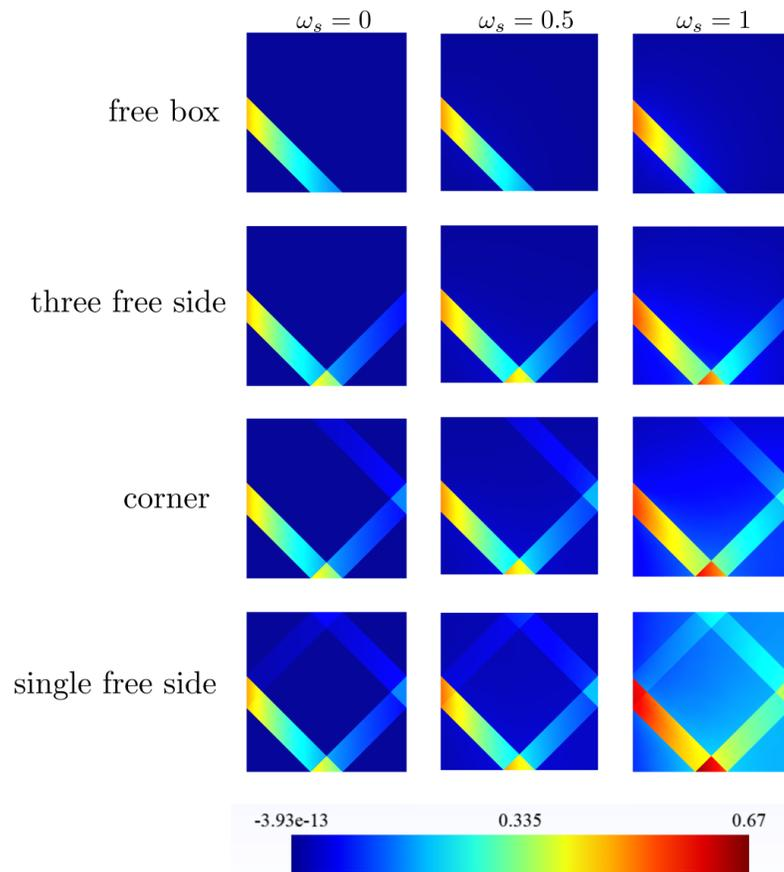 ω_s = 0 ω_s = 0.5 ω_s = 1
free box
three free side
corner
single free side
-3.93e-13 0.335 0.67